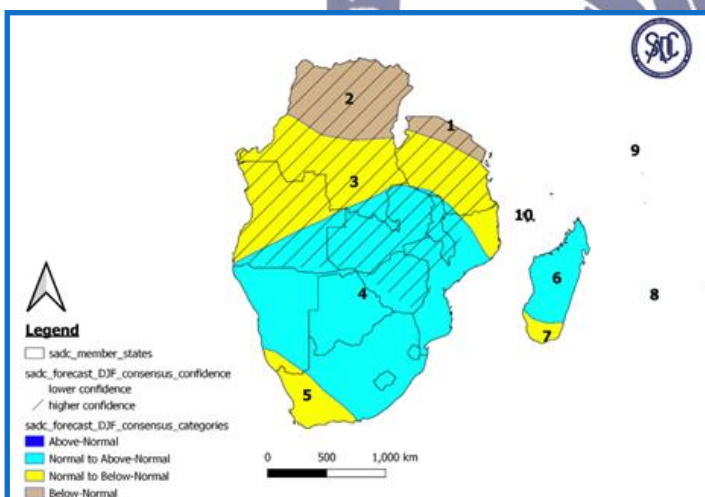 SADC
2
1
9
3
10
6
8
4
7
5
Legend
sadc_member_states
sadc_forecast_DJF_consensus_confidence
lower confidence
higher confidence
sadc_forecast_DJF_consensus_categories
Above-Normal
Normal to Above-Normal
Normal to Below-Normal
Below-Normal
0 500 1,000 km